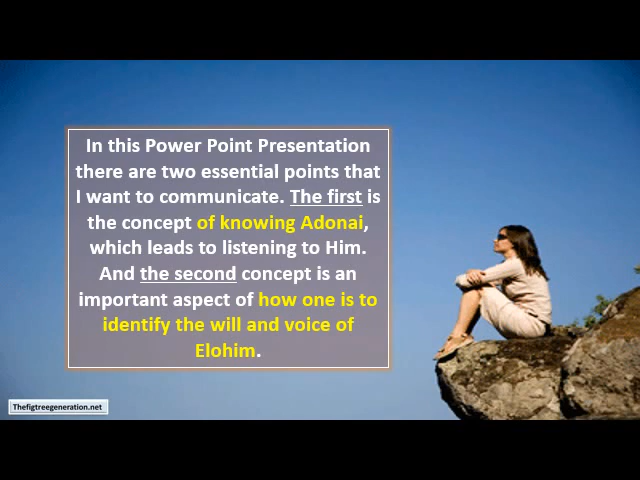 In this Power Point Presentation
there are two essential points that
I want to communicate. The first is
the concept of knowing Adonai,
which leads to listening to Him.
And the second concept is an
important aspect of how one is to
identify the will and voice of
Elohim.
Thefigtreegeneration.net